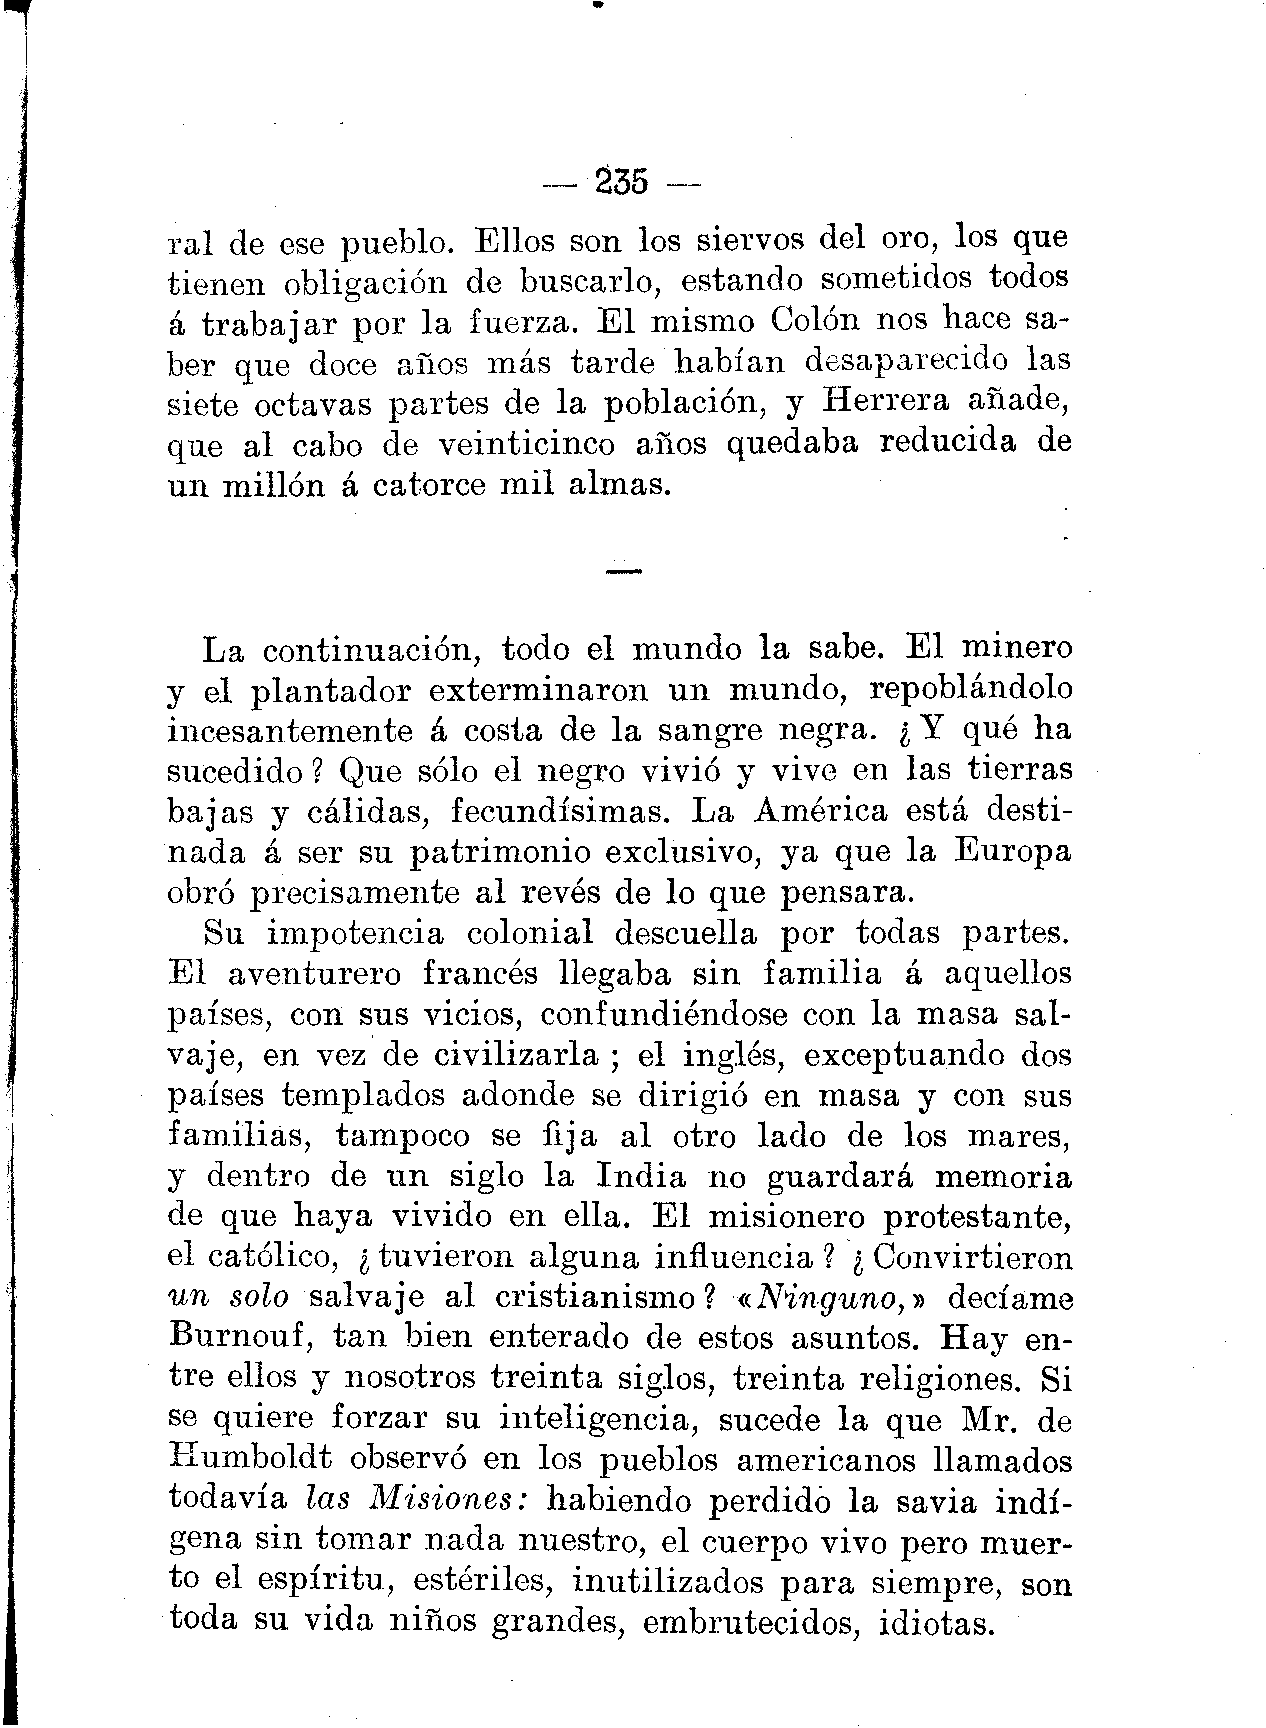 — 235 —
ral de ese pueblo. Ellos son los siervos del oro, los que
tienen obligación de buscarlo, estando sometidos todos
á trabajar por la fuerza. El mismo Colón nos hace sa-
ber que doce años más tarde habían desaparecido las
siete octavas partes de la población, y Herrera añade,
que al cabo de veinticinco años quedaba reducida de
un millón á catorce mil almas.
—
La continuación, todo el mundo la sabe. El minero
y el plantador exterminaron un mundo, repoblándolo
incesantemente á costa de la sangre negra. ¿Y qué ha
sucedido? Que sólo el negro vivió y vive en las tierras
bajas y cálidas, fecundísimas. La América está desti-
nada á ser su patrimonio exclusivo, ya que la Europa
obró precisamente al revés de lo que pensara.
Su impotencia colonial descuella por todas partes.
El aventurero francés llegaba sin familia á aquellos
países, con sus vicios, confundiéndose con la masa sal-
vaje, en vez de civilizarla; el inglés, exceptuando dos
países templados adonde se dirigió en masa y con sus
familias, tampoco se fija al otro lado de los mares,
y dentro de un siglo la India no guardará memoria
de que haya vivido en ella. El misionero protestante,
el católico, ¿tuvieron alguna influencia? ¿Convirtieron
un solo salvaje al cristianismo? «Ninguno,» decíame
Burnouf, tan bien enterado de estos asuntos. Hay en-
tre ellos y nosotros treinta siglos, treinta religiones. Si
se quiere forzar su inteligencia, sucede la que Mr. de
Humboldt observó en los pueblos americanos llamados
todavía las Misiones: habiendo perdido la savia indí-
gena sin tomar nada nuestro, el cuerpo vivo pero muer-
to el espíritu, estériles, inutilizados para siempre, son
toda su vida niños grandes, embrutecidos, idiotas.